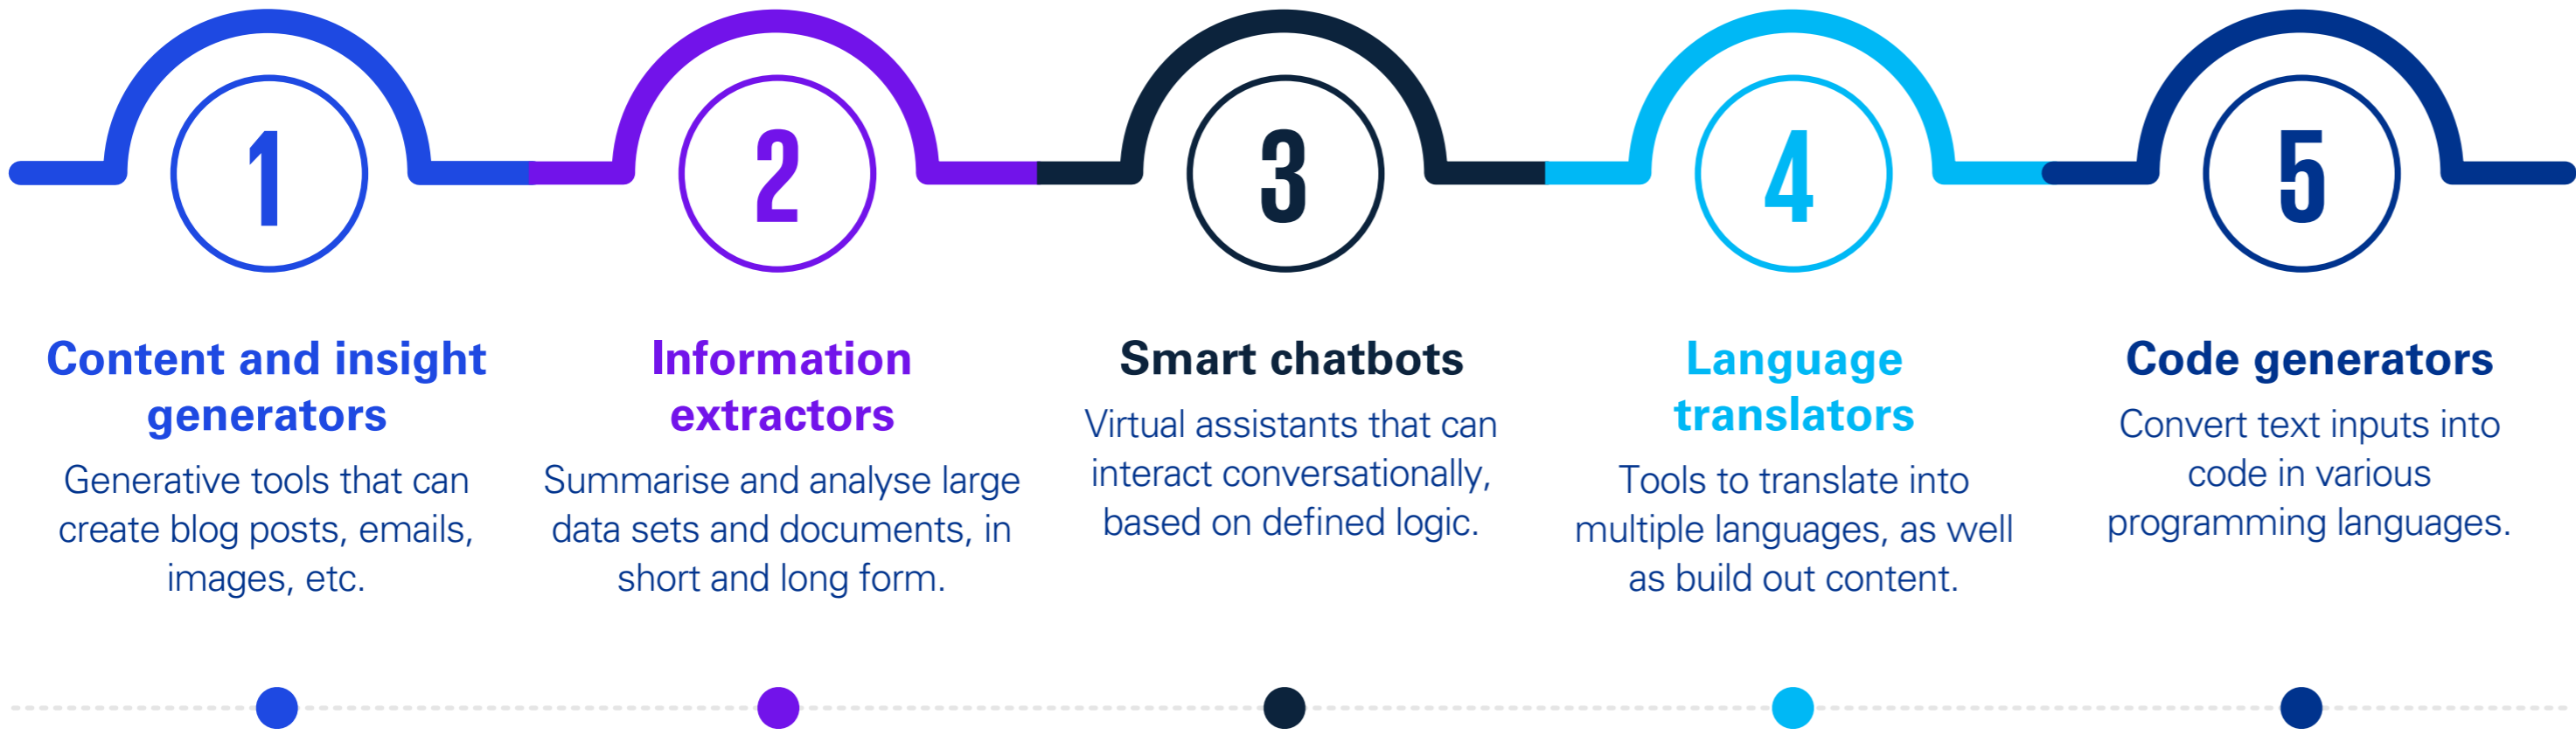 1
Content and insight
generators
Generative tools that can
create blog posts, emails,
images, etc.
2
Information
extractors
Summarise and analyse large
data sets and documents, in
short and long form.
3
Smart chatbots
Virtual assistants that can
interact conversationally,
based on defined logic.
4
Language
translators
Tools to translate into
multiple languages, as well
as build out content.
5
Code generators
Convert text inputs into
code in various
programming languages.